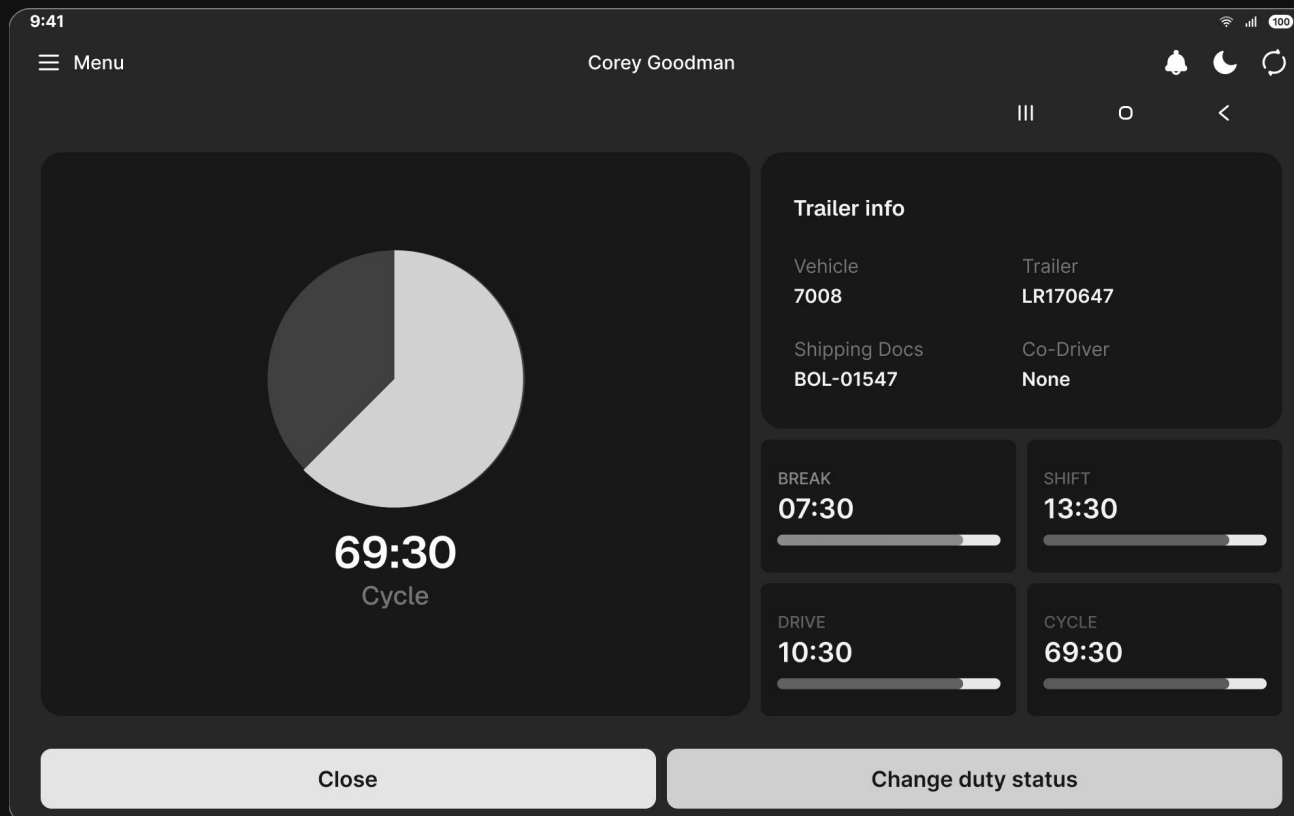 9:41
100
Menu
Corey Goodman
Trailer info
Vehicle
7008
Trailer
LR170647
Shipping Docs
BOL-01547
Co-Driver
None
69:30
Cycle
BREAK
07:30
SHIFT
13:30
DRIVE
10:30
CYCLE
69:30
Close
Change duty status